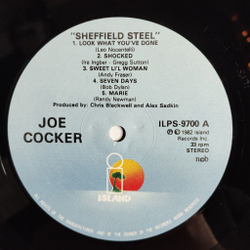 "SHEFFIELD STEEL"
1. LOOK WHAT YOU'VE DONE
(Leo Nocentelli)
2. SHOCKED
(Ira Ingber - Gregg Sutton)
3. SWEET LI'L WOMAN
(Andy Fraser)
4. SEVEN DAYS
(Bob Dylan)
5. MARIE
(Randy Newman)
Produced by: Chris Blackwell and Alex Sadkin
JOE
COCKER
ILPS-9700 A
℗ © 1982 Island
Records Inc.
33 rpm
STEREO
ncb
ISLAND